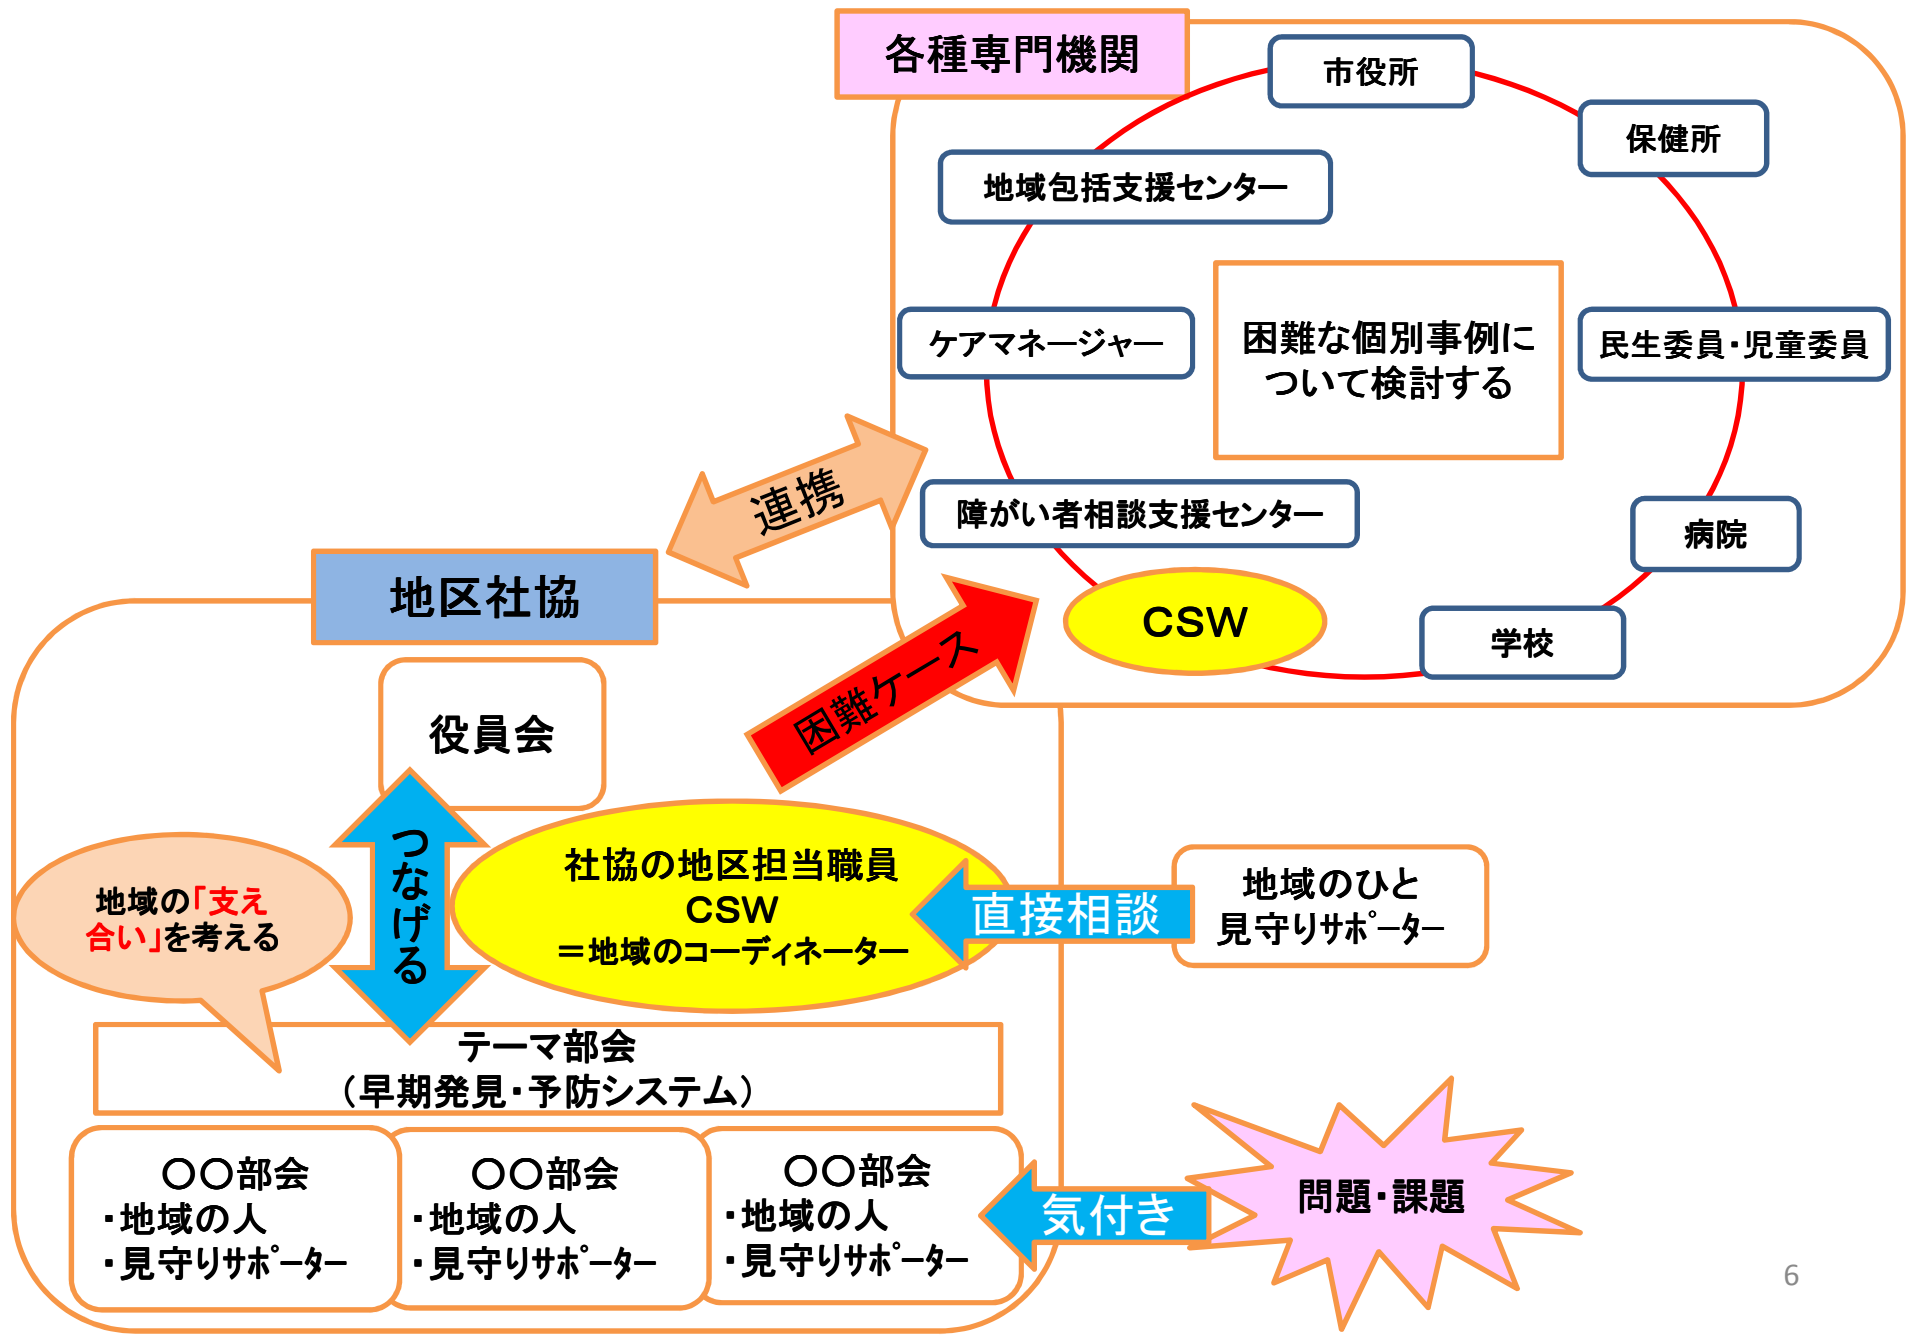 各種専門機関
市役所
保健所
地域包括支援センター
ケアマネージャー
困難な個別事例に
ついて検討する
民生委員・児童委員
連携
障がい者相談支援センター
病院
CSW
学校
地区社協
困難ケース
役員会
つなげる
社協の地区担当職員
CSW
=地域のコーディネーター
直接相談
地域のひと
見守りサポーター
地域の「支え
合い」を考える
テーマ部会
(早期発見・予防システム)
〇〇部会
・地域の人
・見守りサポーター
〇〇部会
・地域の人
・見守りサポーター
〇〇部会
・地域の人
・見守りサポーター
気付き
問題・課題
6